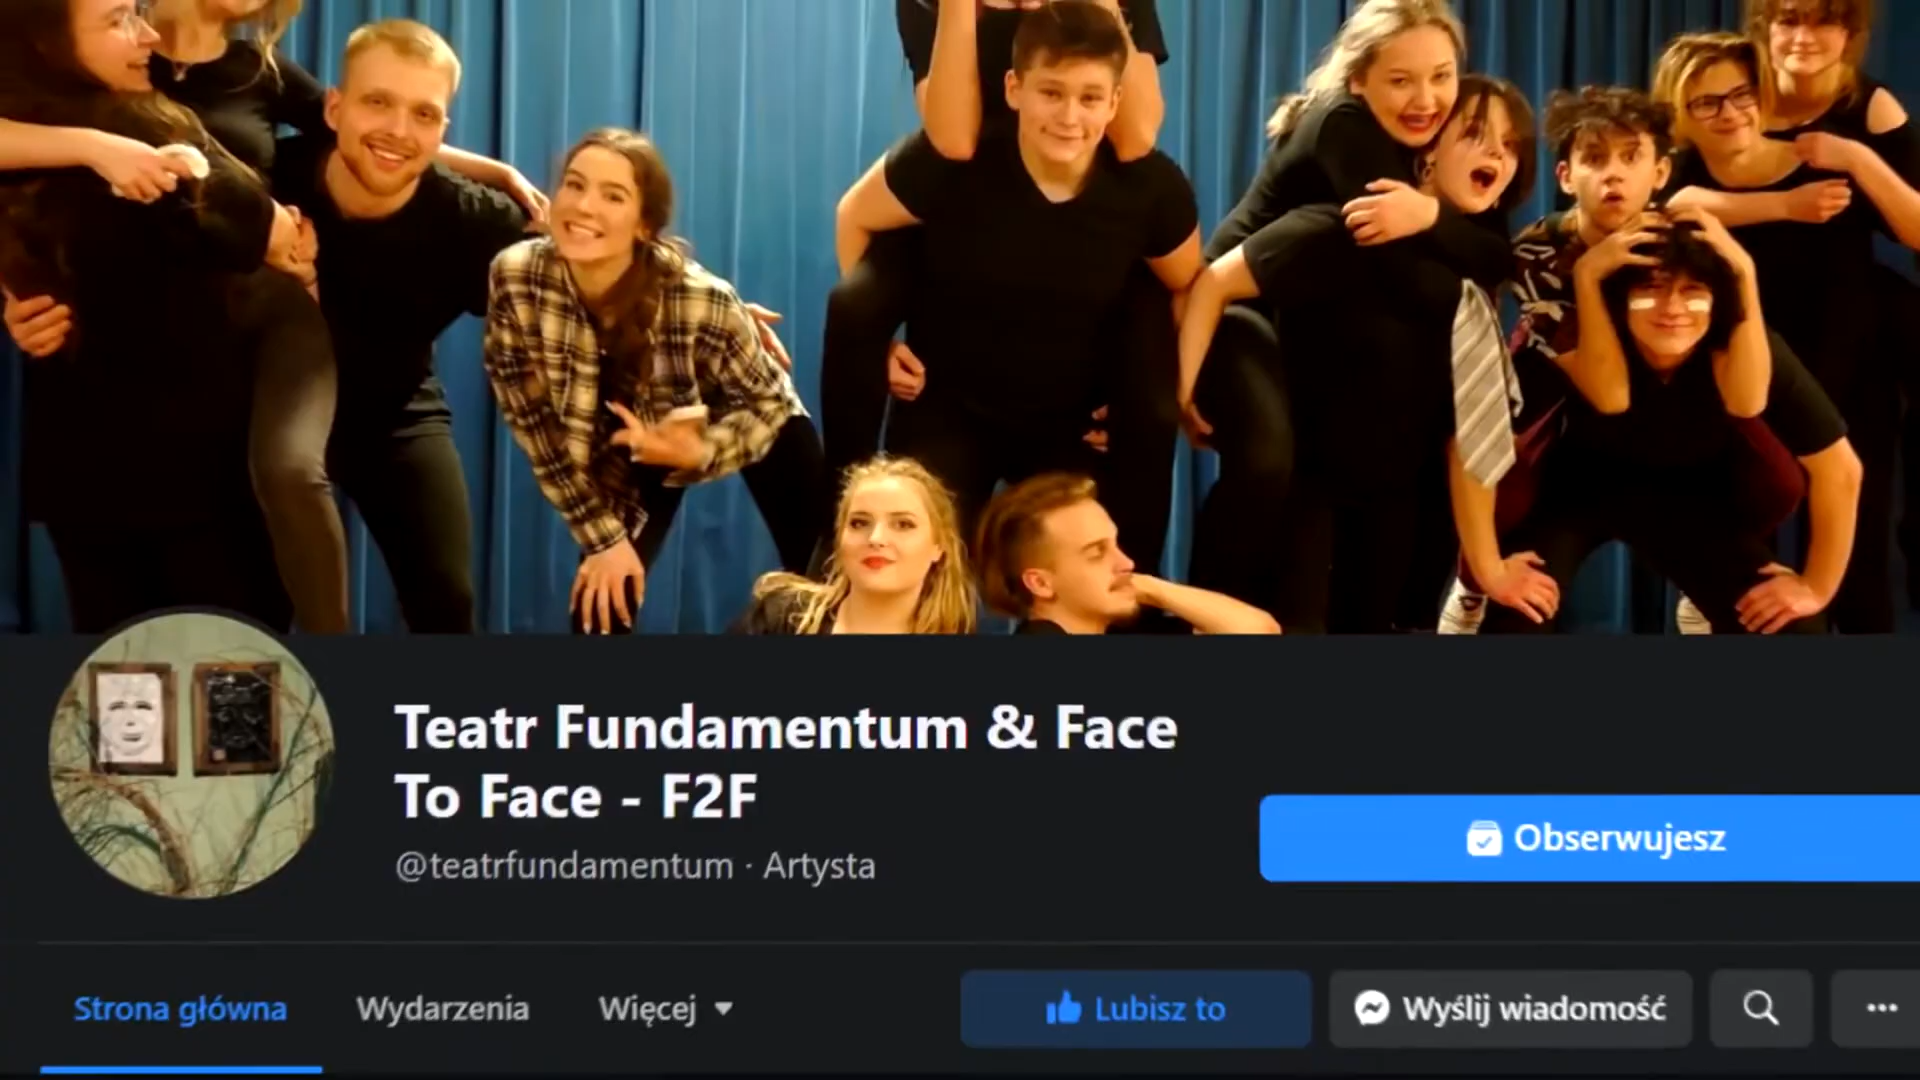 Teatr Fundamentum & Face
To Face - F2F
@teatrfundamentum · Artysta
Obserwujesz
Strona główna
Wydarzenia
Więcej
Lubisz to
Wyślij wiadomość